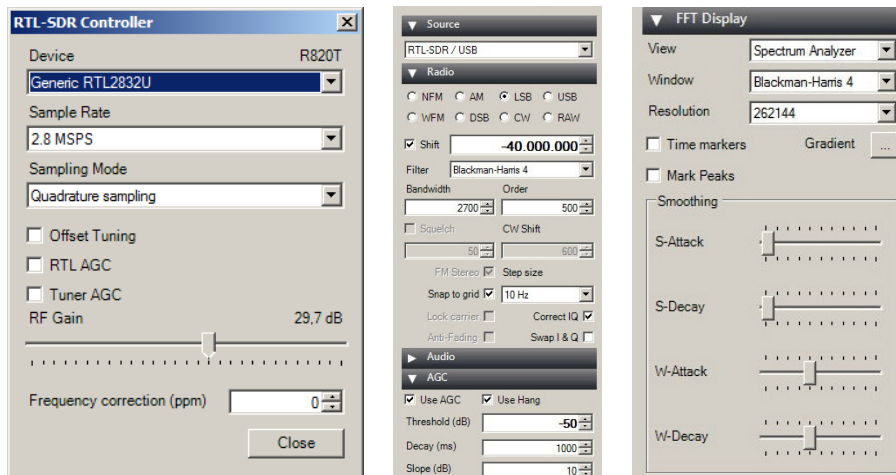 RTL-SDR Controller
Device R820T
Generic RTL2832U
Sample Rate
2.8 MSPS
Sampling Mode
Quadrature sampling
Offset Tuning
RTL AGC
Tuner AGC
RF Gain 29,7 dB
Frequency correction (ppm) 0
Close
Source
RTL-SDR / USB
Radio
NFM AM LSB USB
WFM DSB CW RAW
Shift -40.000.000
Filter Blackman-Harris 4
Bandwidth Order
2700 500
Squelch CW Shift
50 600
FM Stereo Step size
Snap to grid 10 Hz
Lock carrier Correct IQ
Anti-Fading Swap I & Q
Audio
AGC
Use AGC Use Hang
Threshold (dB) -50
Decay (ms) 1000
Slope (dB) 10
FFT Display
View Spectrum Analyzer
Window Blackman-Harris 4
Resolution 262144
Time markers Gradient ...
Mark Peaks
Smoothing
S-Attack
S-Decay
W-Attack
W-Decay